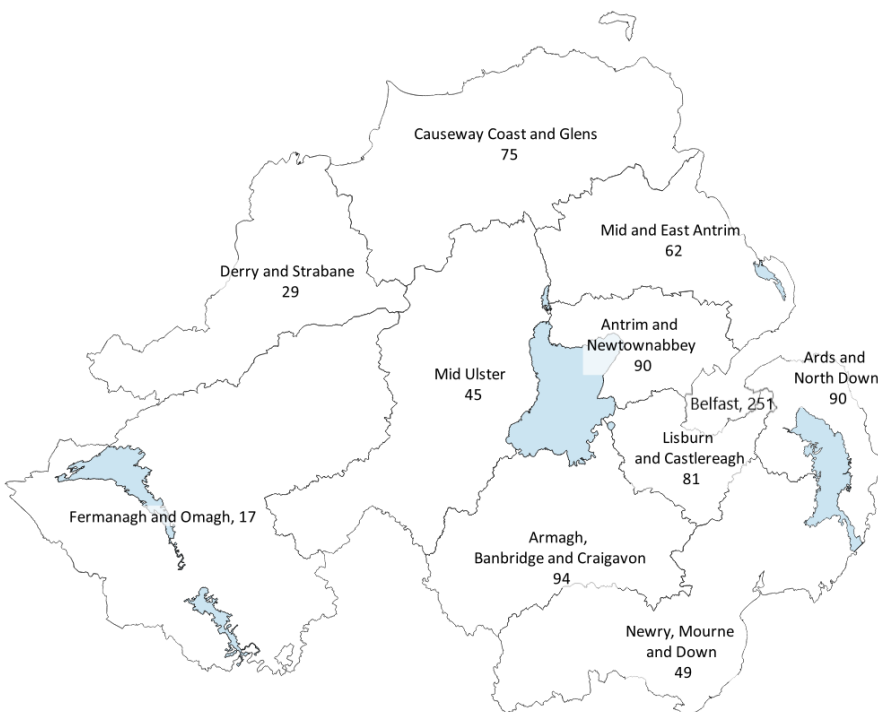 Causeway Coast and Glens
75
Mid and East Antrim
62
Derry and Strabane
29
Antrim and
Newtownabbey
90
Ards and
North Down
90
Mid Ulster
45
Belfast, 251
Lisburn
and Castlereagh
81
Fermanagh and Omagh, 17
Armagh,
Banbridge and Craigavon
94
Newry, Mourne
and Down
49